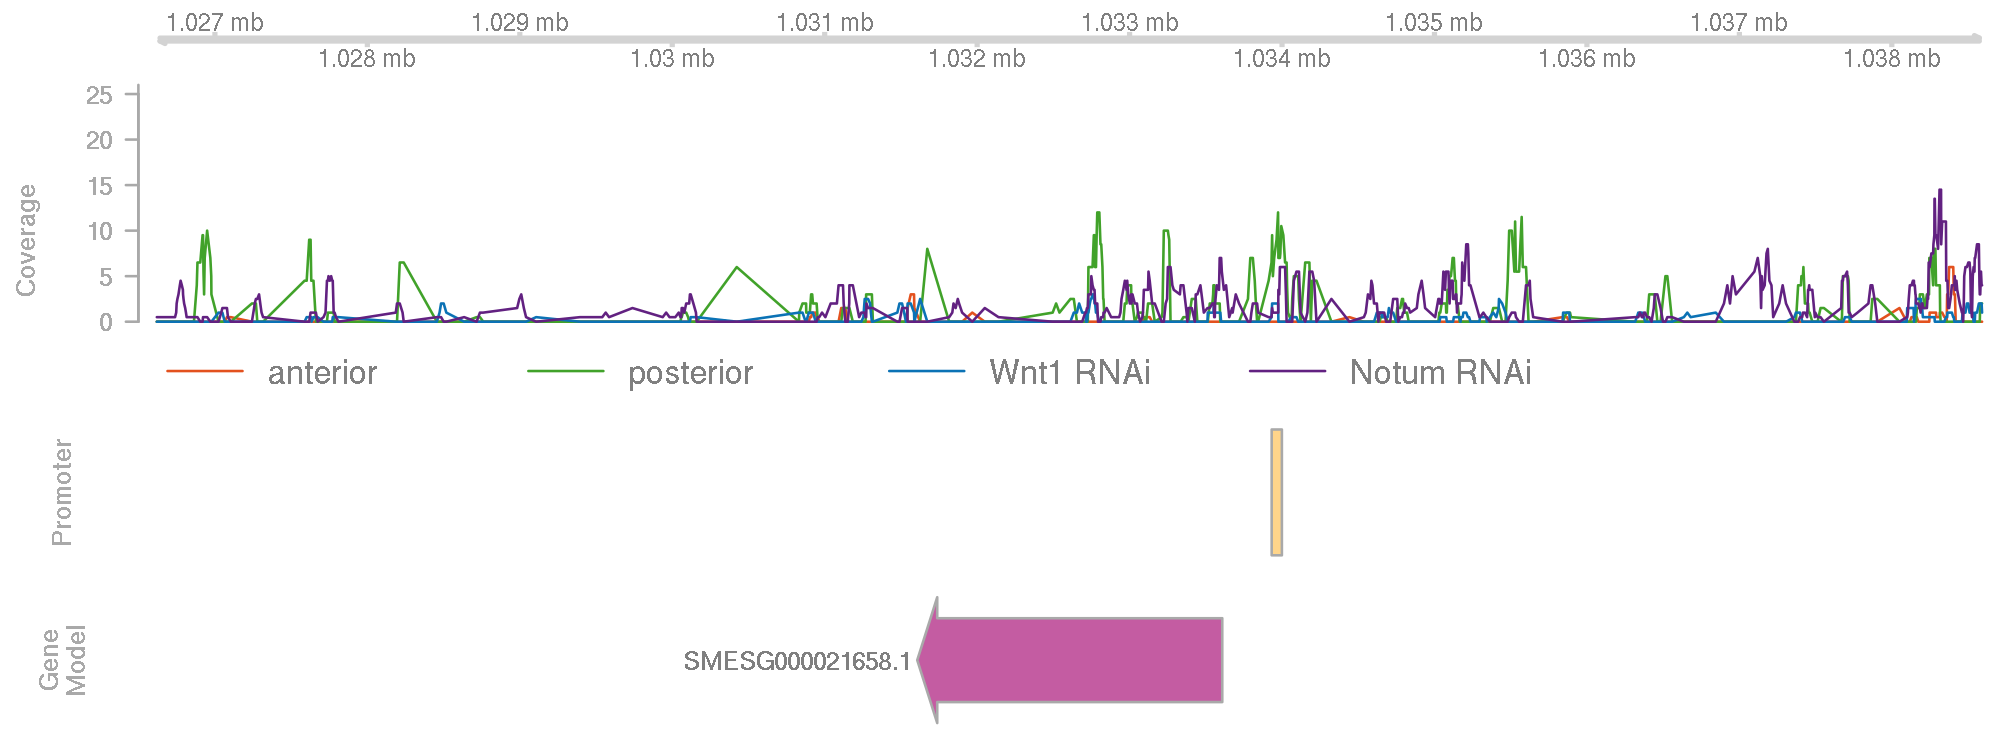 1.027 mb 1.029 mb 1.031 mb 1.033 mb 1.035 mb 1.037 mb
1.028 mb 1.03 mb 1.032 mb 1.034 mb 1.036 mb 1.038 mb
Coverage
25
20
15
10
5
0
anterior posterior Wnt1 RNAi Notum RNAi
Promoter
Gene
Model
SMESG000021658.1